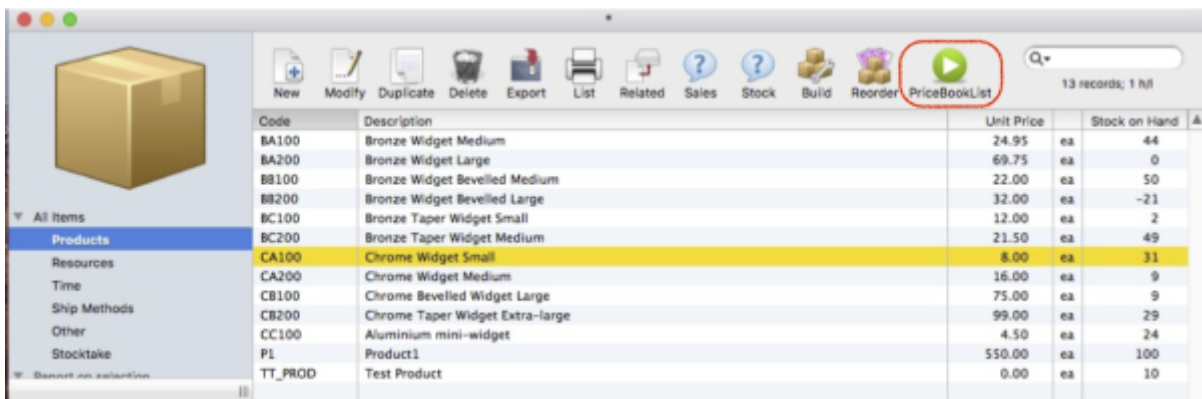 New Modify Duplicate Delete Export List Related Sales Stock Build Reorder PriceBookList
13 records; 1 h/l
Code Description Unit Price Stock on Hand
BA100 Bronze Widget Medium 24.95 ea 44
BA200 Bronze Widget Large 69.75 ea 0
BB100 Bronze Widget Bevelled Medium 22.00 ea 50
BB200 Bronze Widget Bevelled Large 32.00 ea -21
BC100 Bronze Taper Widget Small 12.00 ea 2
BC200 Bronze Taper Widget Medium 21.50 ea 49
CA100 Chrome Widget Small 8.00 ea 31
CA200 Chrome Widget Medium 16.00 ea 9
CB100 Chrome Bevelled Widget Large 75.00 ea 9
CB200 Chrome Taper Widget Extra-large 99.00 ea 29
CC100 Aluminium mini-widget 4.50 ea 24
P1 Product1 550.00 ea 100
TT_PROD Test Product 0.00 ea 10
All Items
Products
Resources
Time
Ship Methods
Other
Stocktake
Report on selection